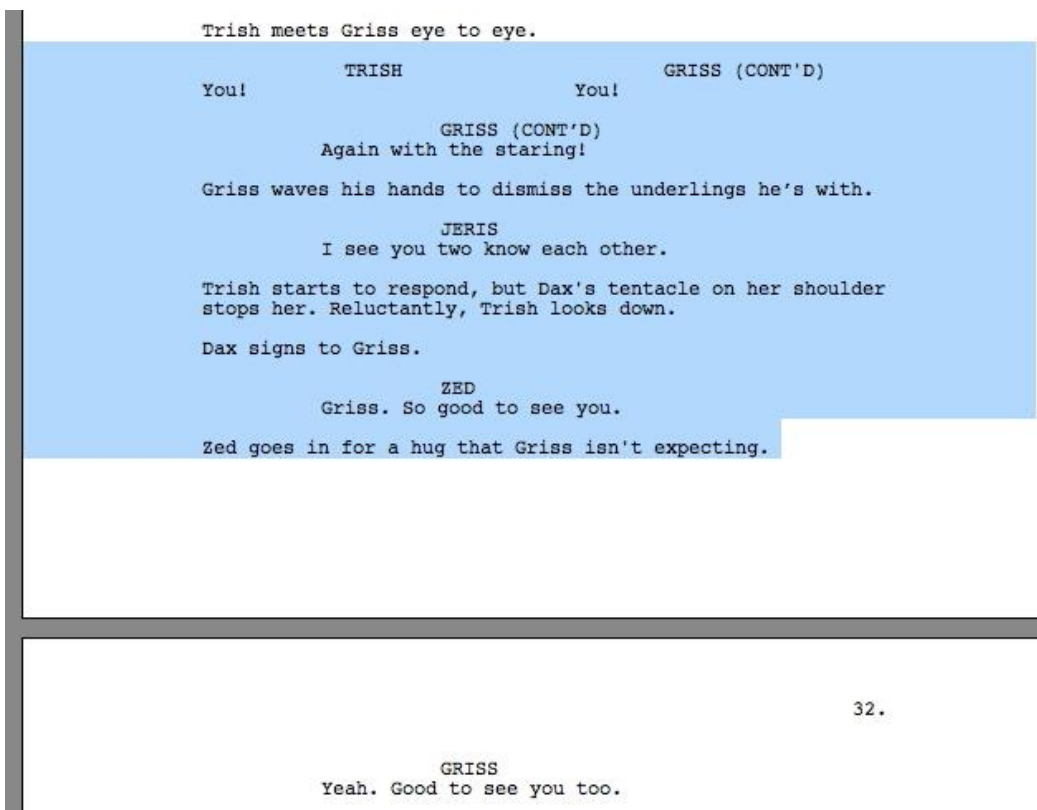 Trish meets Griss eye to eye.
TRISH GRISS (CONT'D)
You! You!
GRISS (CONT’D)
Again with the staring!
Griss waves his hands to dismiss the underlings he’s with.
JERIS
I see you two know each other.
Trish starts to respond, but Dax's tentacle on her shoulder
stops her. Reluctantly, Trish looks down.
Dax signs to Griss.
ZED
Griss. So good to see you.
Zed goes in for a hug that Griss isn't expecting.
32.
GRISS
Yeah. Good to see you too.